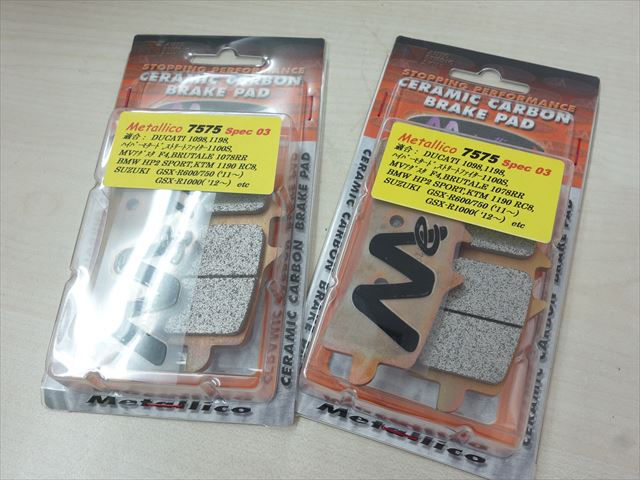 STOPPING PERFORMANCE
CERAMIC CARBON
BRAKE PAD
Metallico 7575 Spec 03
適合： DUCATI 1098,1198,
ﾊｲﾊﾟｰﾓﾀｰﾄﾞ,ｽﾄﾘｰﾄﾌｧｲﾀｰ1100S,
MVｱｸﾞｽﾀ F4,BRUTALE 1078RR
BMW HP2 SPORT,KTM 1190 RC8,
SUZUKI GSX-R600/750 ('11～)
GSX-R1000( '12～) etc
CERAMIC CARBON BRAKE PAD
Metallico
STOPPING PERFORMANCE
CERAMIC CARBON
BRAKE PAD
Metallico 7575 Spec 03
適合： DUCATI 1098,1198,
ﾊｲﾊﾟｰﾓﾀｰﾄﾞ,ｽﾄﾘｰﾄﾌｧｲﾀｰ1100S,
MVｱｸﾞｽﾀ F4,BRUTALE 1078RR
BMW HP2 SPORT,KTM 1190 RC8,
SUZUKI GSX-R600/750 ('11～)
GSX-R1000( '12～) etc
CERAMIC CARBON BRAKE PAD
Metallico